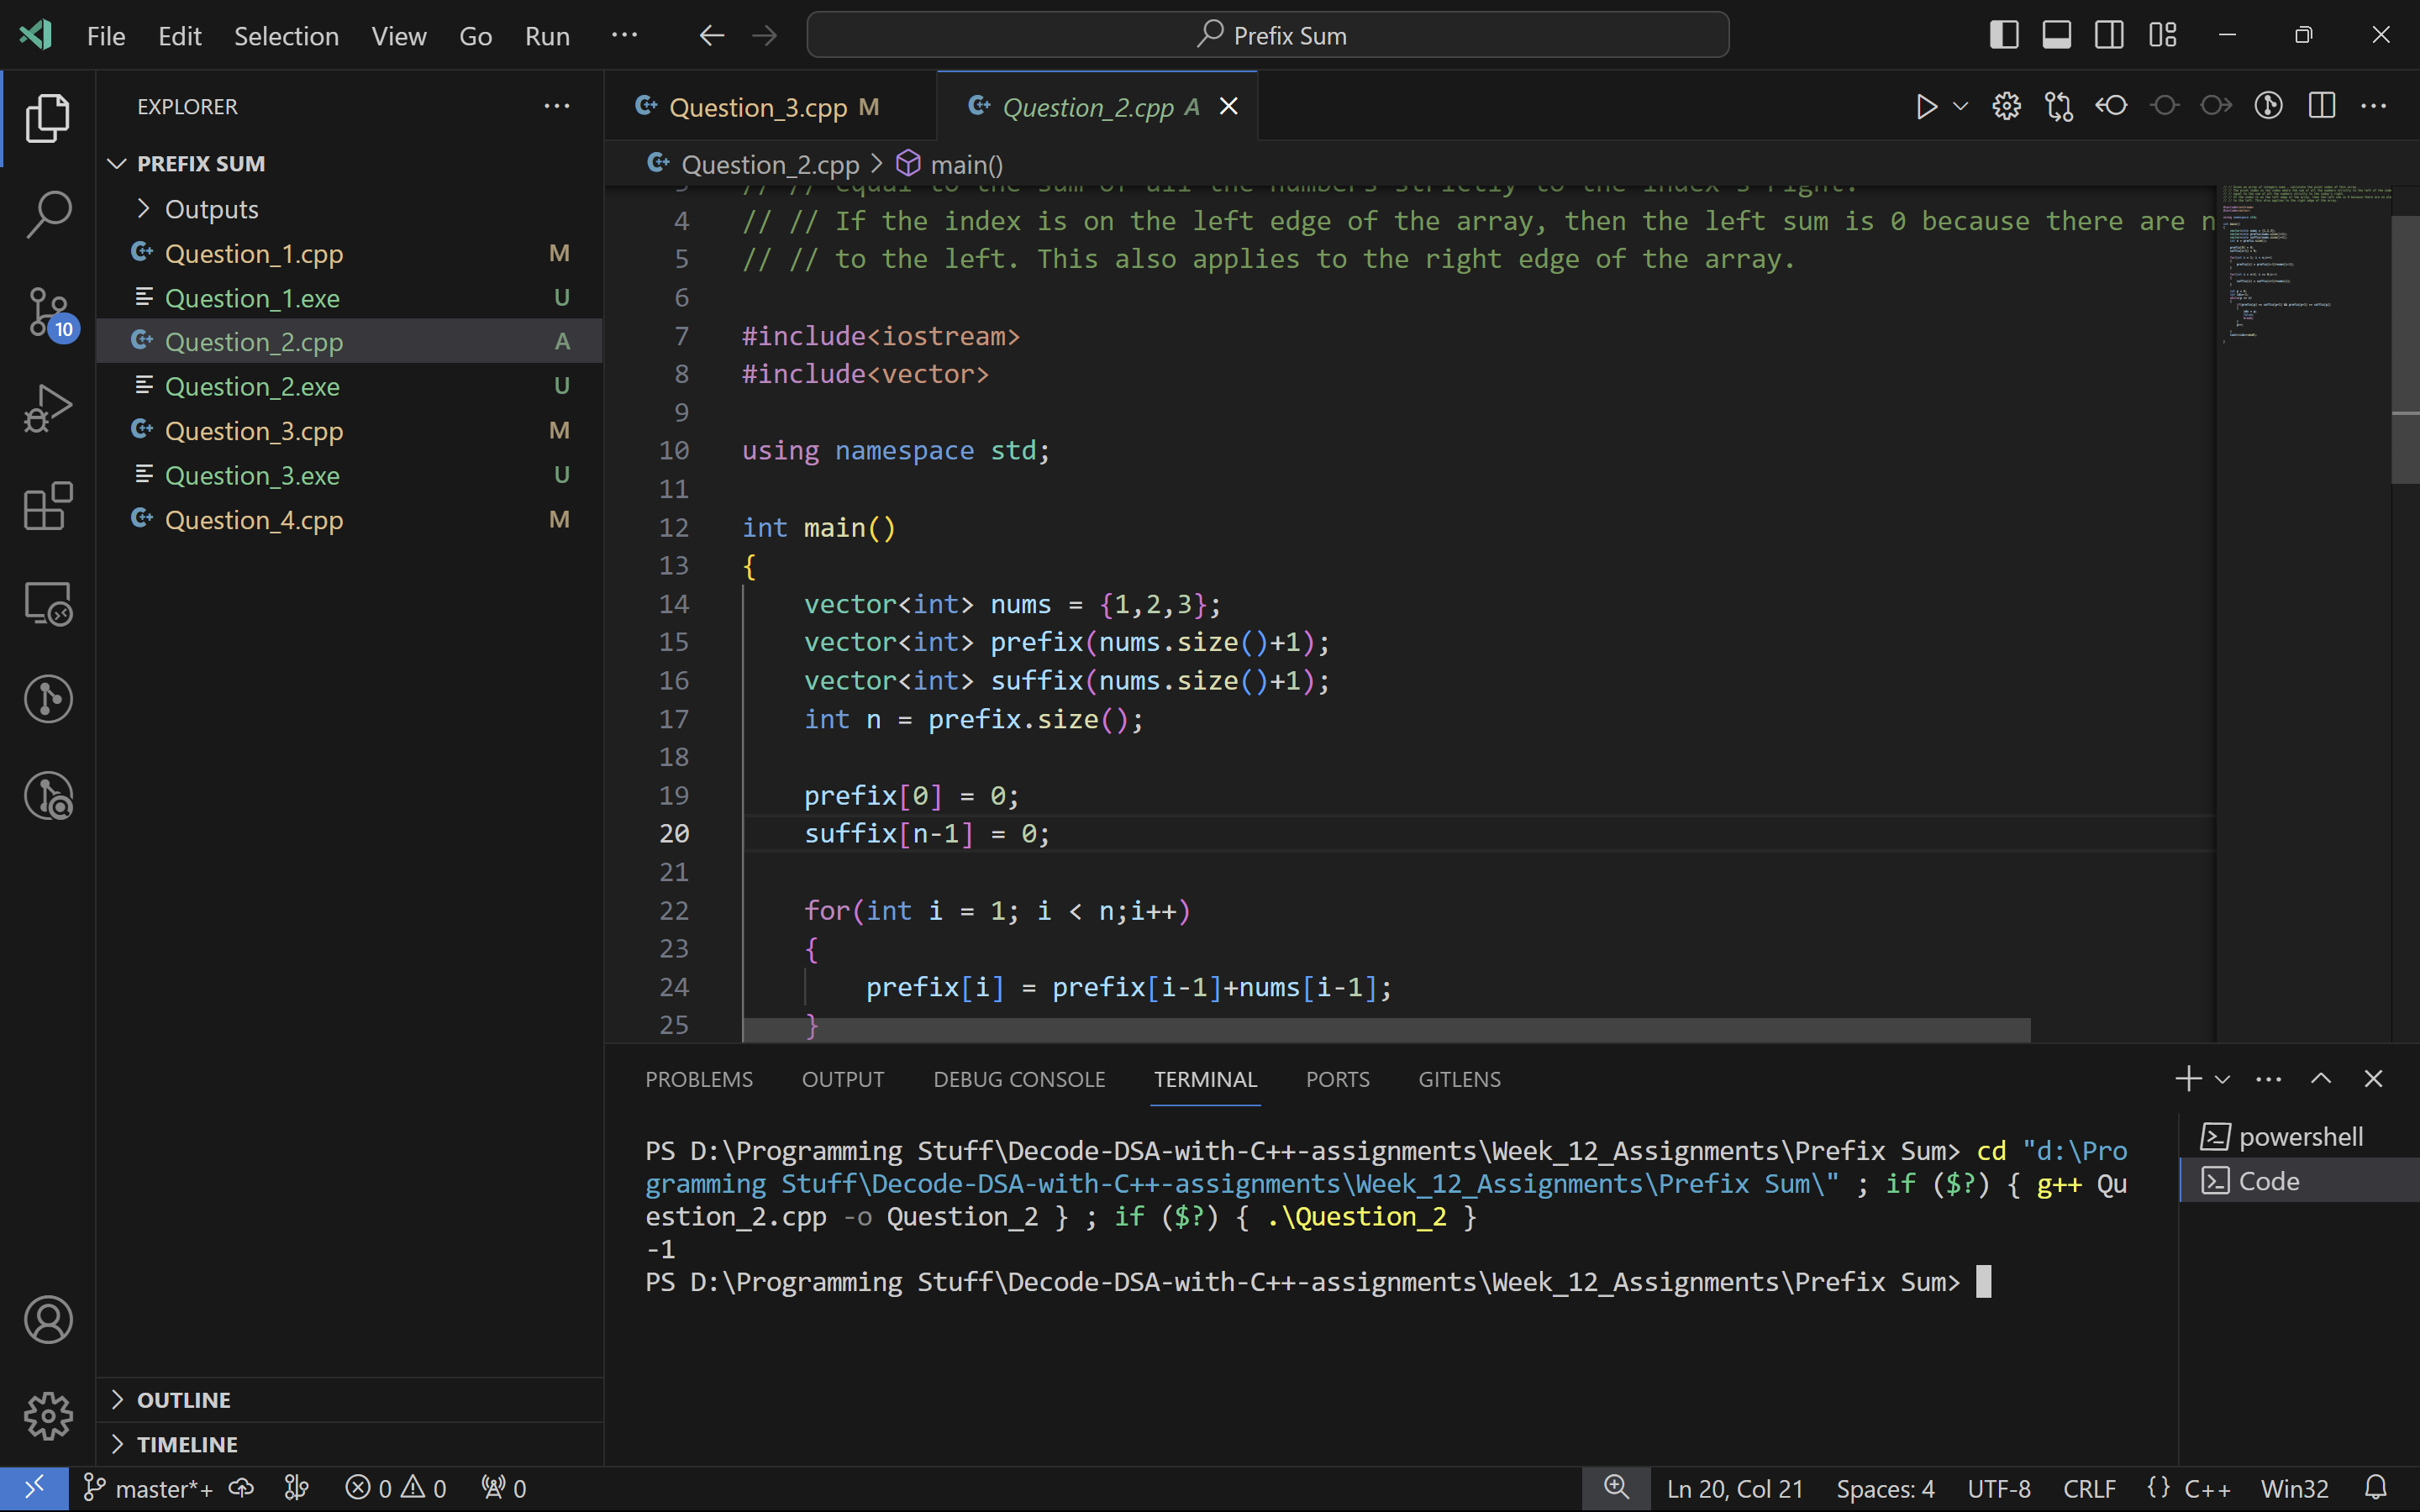 File Edit Selection View Go Run ···
Prefix Sum
EXPLORER
PREFIX SUM
Outputs
Question_1.cpp M
Question_1.exe U
Question_2.cpp A
Question_2.exe U
Question_3.cpp M
Question_3.exe U
Question_4.cpp M
OUTLINE
TIMELINE
10
Question_3.cpp M
Question_2.cpp A
Question_2.cpp > main()
// // equal to the sum of all the numbers strictly to the index's right.
4 // // If the index is on the left edge of the array, then the left sum is 0 because there are n
5 // // to the left. This also applies to the right edge of the array.
6
7 #include<iostream>
8 #include<vector>
9
10 using namespace std;
11
12 int main()
13 {
14 vector<int> nums = {1,2,3};
15 vector<int> prefix(nums.size()+1);
16 vector<int> suffix(nums.size()+1);
17 int n = prefix.size();
18
19 prefix[0] = 0;
20 suffix[n-1] = 0;
21
22 for(int i = 1; i < n;i++)
23 {
24 prefix[i] = prefix[i-1]+nums[i-1];
25 }
PROBLEMS OUTPUT DEBUG CONSOLE TERMINAL PORTS GITLENS
PS D:\Programming Stuff\Decode-DSA-with-C++-assignments\Week_12_Assignments\Prefix Sum> cd "d:\Pro
gramming Stuff\Decode-DSA-with-C++-assignments\Week_12_Assignments\Prefix Sum\" ; if ($?) { g++ Qu
estion_2.cpp -o Question_2 } ; if ($?) { .\Question_2 }
-1
PS D:\Programming Stuff\Decode-DSA-with-C++-assignments\Week_12_Assignments\Prefix Sum>
powershell
Code
master*+ 0 0 0 Ln 20, Col 21 Spaces: 4 UTF-8 CRLF {} C++ Win32